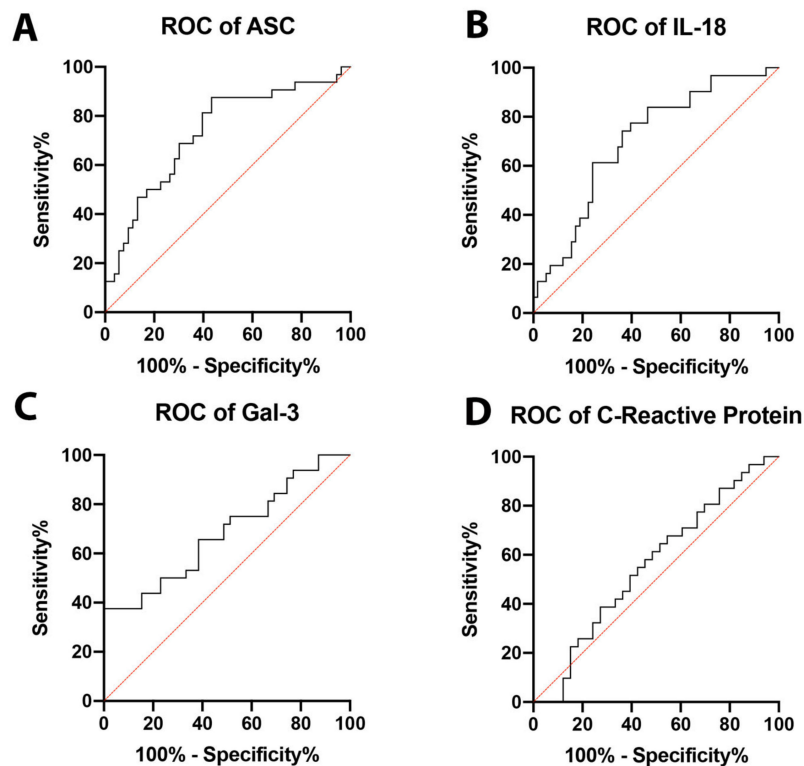 A
ROC of ASC
100
80
60
40
20
0
Sensitivity%
0 20 40 60 80 100
100% - Specificity%
B
ROC of IL-18
100
80
60
40
20
0
Sensitivity%
0 20 40 60 80 100
100% - Specificity%
C
ROC of Gal-3
100
80
60
40
20
0
Sensitivity%
0 20 40 60 80 100
100% - Specificity%
D
ROC of C-Reactive Protein
100
80
60
40
20
0
Sensitivity%
0 20 40 60 80 100
100% - Specificity%